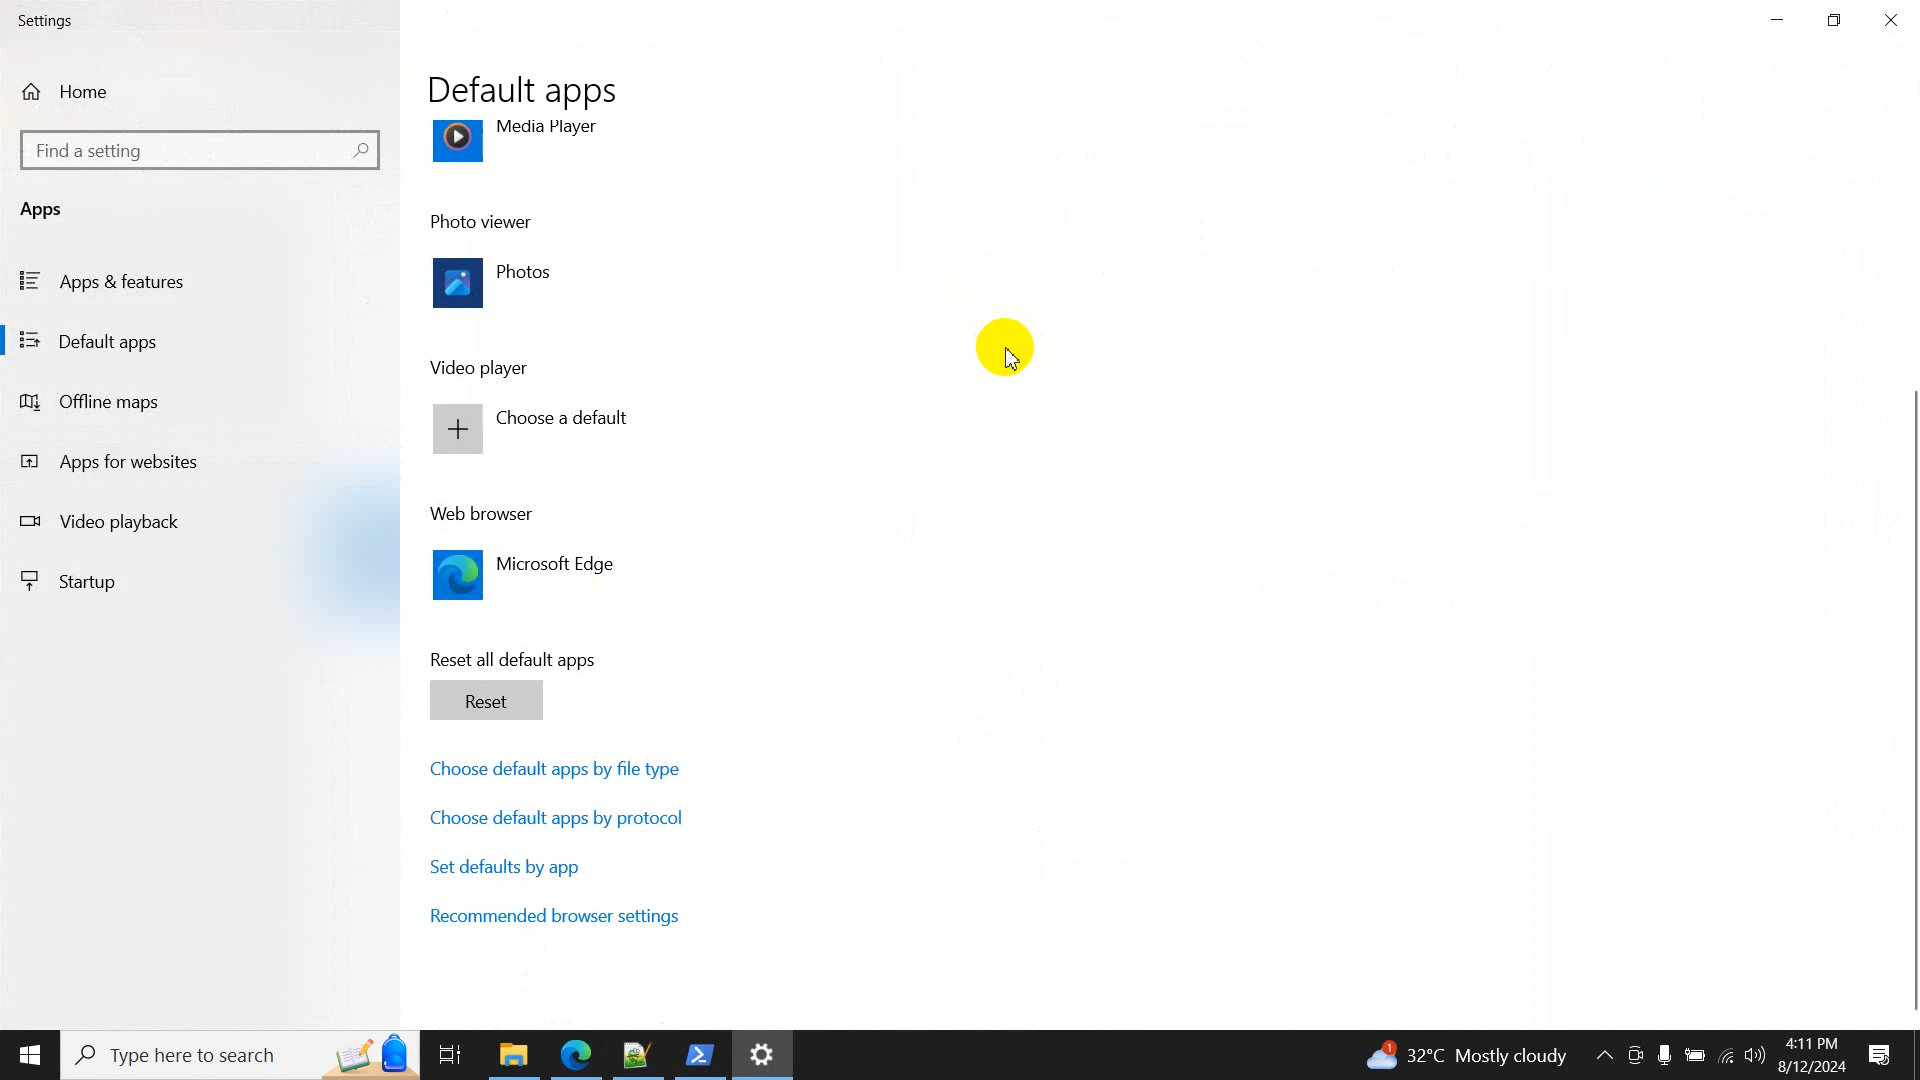 Settings
Home
Find a setting
Apps
Apps & features
Default apps
Offline maps
Apps for websites
Video playback
Startup
Default apps
Media Player
Photo viewer
Photos
Video player
Choose a default
Web browser
Microsoft Edge
Reset all default apps
Reset
Choose default apps by file type
Choose default apps by protocol
Set defaults by app
Recommended browser settings
Type here to search
1
32°C Mostly cloudy
4:11 PM
8/12/2024